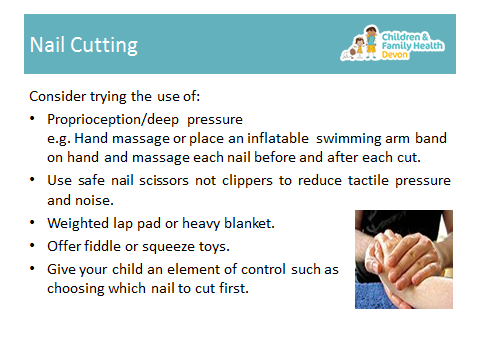 Nail Cutting
Children &
Family Health
Devon
Consider trying the use of:
• Proprioception/deep pressure
e.g. Hand massage or place an inflatable swimming arm band
on hand and massage each nail before and after each cut.
• Use safe nail scissors not clippers to reduce tactile pressure
and noise.
• Weighted lap pad or heavy blanket.
• Offer fiddle or squeeze toys.
• Give your child an element of control such as
choosing which nail to cut first.